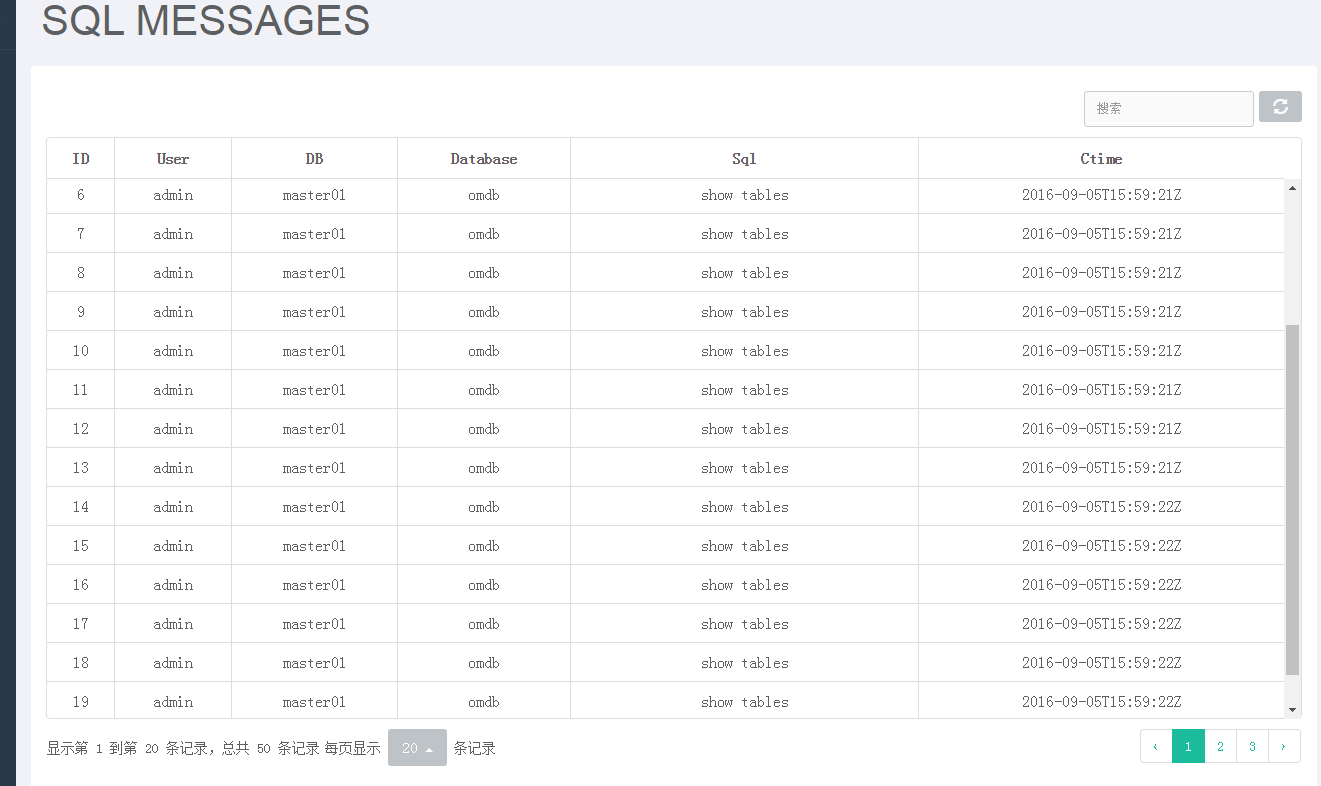 SQL MESSAGES
搜索
ID User DB Database Sql Ctime
6 admin master01 omdb show tables 2016-09-05T15:59:21Z
7 admin master01 omdb show tables 2016-09-05T15:59:21Z
8 admin master01 omdb show tables 2016-09-05T15:59:21Z
9 admin master01 omdb show tables 2016-09-05T15:59:21Z
10 admin master01 omdb show tables 2016-09-05T15:59:21Z
11 admin master01 omdb show tables 2016-09-05T15:59:21Z
12 admin master01 omdb show tables 2016-09-05T15:59:21Z
13 admin master01 omdb show tables 2016-09-05T15:59:21Z
14 admin master01 omdb show tables 2016-09-05T15:59:22Z
15 admin master01 omdb show tables 2016-09-05T15:59:22Z
16 admin master01 omdb show tables 2016-09-05T15:59:22Z
17 admin master01 omdb show tables 2016-09-05T15:59:22Z
18 admin master01 omdb show tables 2016-09-05T15:59:22Z
19 admin master01 omdb show tables 2016-09-05T15:59:22Z
显示第 1 到第 20 条记录，总共 50 条记录 每页显示 20 条记录 ‹ 1 2 3 ›